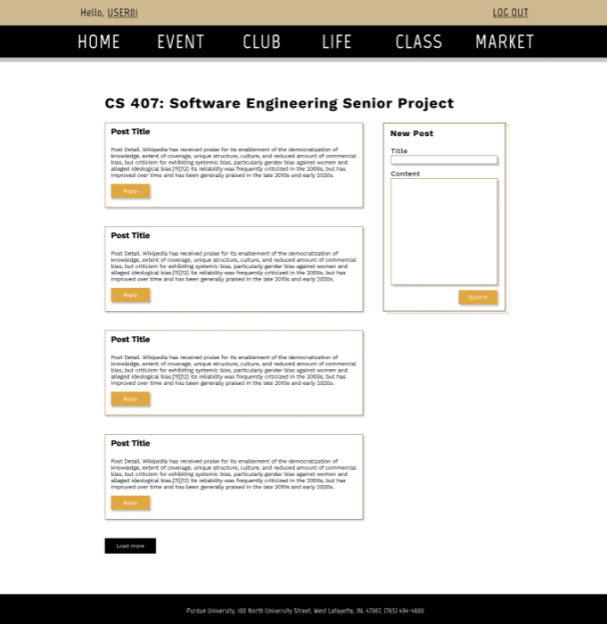 Hello, USER01
LOG OUT
HOME EVENT CLUB LIFE CLASS MARKET
CS 407: Software Engineering Senior Project
Post Title
Post Detail, Wikipedia has received praise for its enablement of the democratization of
knowledge, extent of coverage, unique structure, culture, and reduced amount of commercial
bias, but criticism for exhibiting systemic bias, particularly gender bias against women and
alleged ideological bias.[11][12] Its reliability was frequently criticized in the 2000s, but has
improved over time and has been generally praised in the late 2010s and early 2020s.
Reply
Post Title
Post Detail, Wikipedia has received praise for its enablement of the democratization of
knowledge, extent of coverage, unique structure, culture, and reduced amount of commercial
bias, but criticism for exhibiting systemic bias, particularly gender bias against women and
alleged ideological bias.[11][12] Its reliability was frequently criticized in the 2000s, but has
improved over time and has been generally praised in the late 2010s and early 2020s.
Reply
Post Title
Post Detail, Wikipedia has received praise for its enablement of the democratization of
knowledge, extent of coverage, unique structure, culture, and reduced amount of commercial
bias, but criticism for exhibiting systemic bias, particularly gender bias against women and
alleged ideological bias.[11][12] Its reliability was frequently criticized in the 2000s, but has
improved over time and has been generally praised in the late 2010s and early 2020s.
Reply
Post Title
Post Detail, Wikipedia has received praise for its enablement of the democratization of
knowledge, extent of coverage, unique structure, culture, and reduced amount of commercial
bias, but criticism for exhibiting systemic bias, particularly gender bias against women and
alleged ideological bias.[11][12] Its reliability was frequently criticized in the 2000s, but has
improved over time and has been generally praised in the late 2010s and early 2020s.
Reply
Load more
New Post
Title
Content
Submit
Purdue University, 100 North University Street, West Lafayette, IN, 47907, (765) 494-4600